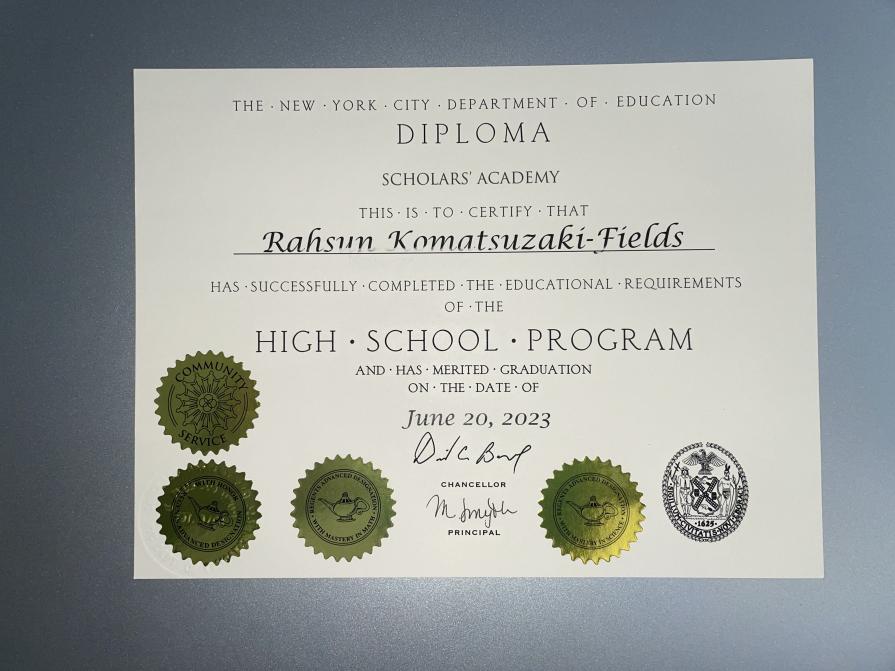 THE · NEW · YORK · CITY · DEPARTMENT · OF · EDUCATION
DIPLOMA
SCHOLARS' ACADEMY
THIS · IS · TO · CERTIFY · THAT
Rahsun Komatsuzaki-Fields
HAS · SUCCESSFULLY · COMPLETED · THE · EDUCATIONAL · REQUIREMENTS
OF · THE
HIGH · SCHOOL · PROGRAM
AND · HAS · MERITED · GRADUATION
ON · THE · DATE · OF
June 20, 2023
CHANCELLOR
PRINCIPAL
COMMUNITY
SERVICE
WITH HONOR
ADVANCED DESIGNATION
REGENTS ADVANCED DESIGNATION
· WITH MASTERY IN MATH ·
REGENTS ADVANCED DESIGNATION
· WITH MASTERY IN SCIENCE ·
· 1625 ·